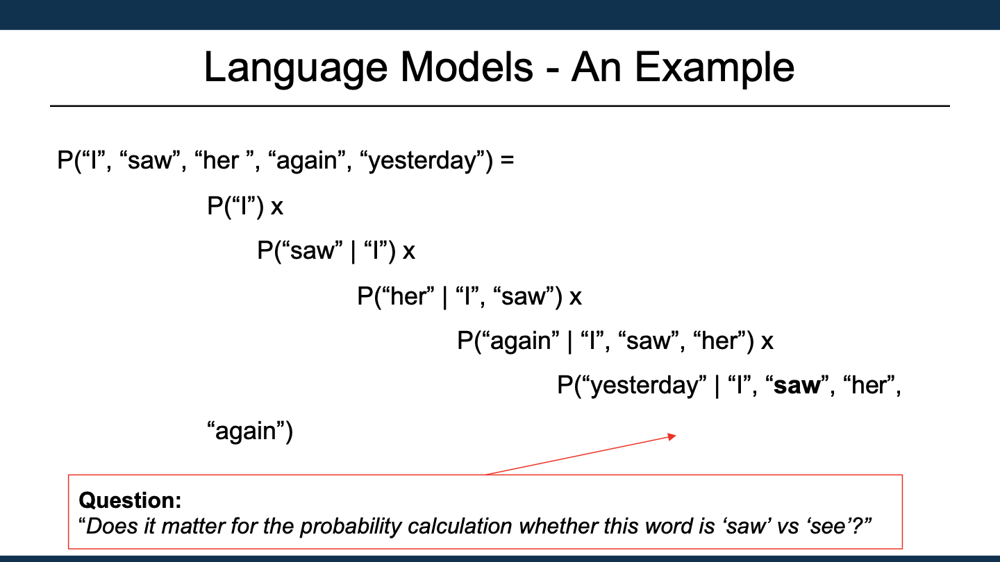 Language Models - An Example
P(“I”, “saw”, “her ”, “again”, “yesterday”) =
P(“I”) x
P(“saw” | “I”) x
P(“her” | “I”, “saw”) x
P(“again” | “I”, “saw”, “her”) x
P(“yesterday” | “I”, “saw”, “her”,
“again”)
Question:
“Does it matter for the probability calculation whether this word is ‘saw’ vs ‘see’?”